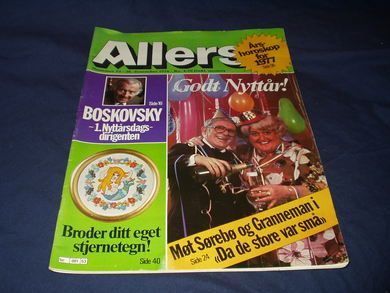 Allers
Års-
horoskop
for
1977
Side 10
BOSKOVSKY
–1. Nyttårsdags-
dirigenten
Godt Nyttår!
Broder ditt eget
stjernetegn!
Side 40
Møt Sørebø og Granneman i
Side 24 «Da de store var små»